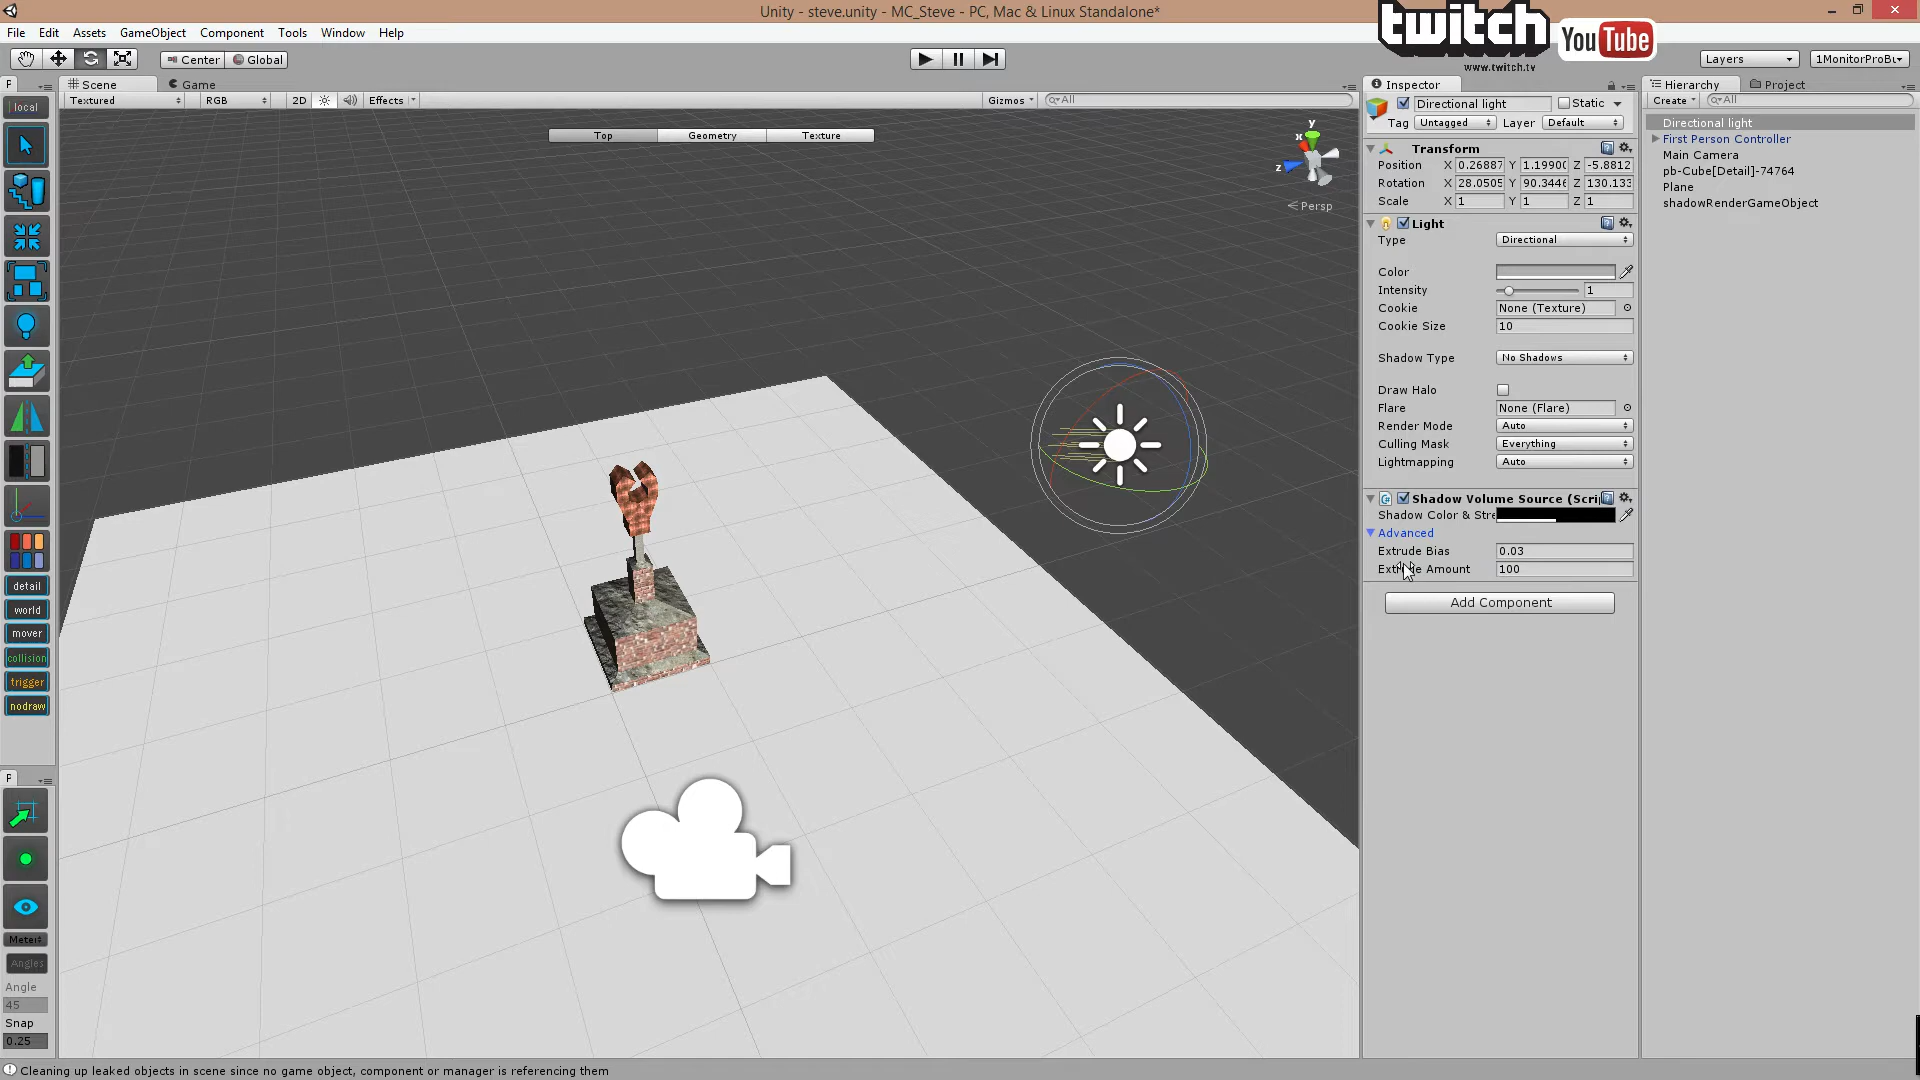 Unity - steve.unity - MC_Steve - PC, Mac & Linux Standalone*
twitch
YouTube
www.twitch.tv
File Edit Assets GameObject Component Tools Window Help
Center Global
Layers 1MonitorProBu
P Scene Game
Textured RGB 2D Effects Gizmos All
Top Geometry Texture
y
x
z
Persp
local
detail
world
mover
collision
trigger
nodraw
P
Angles
Angle
45
Snap
0.25
Inspector
Directional light Static
Tag Untagged Layer Default
Transform
Position X 0.26887 Y 1.1990( Z -5.8812
Rotation X 28.0505 Y 90.3446 Z 130.133
Scale X 1 Y 1 Z 1
Light
Type Directional
Color
Intensity 1
Cookie None (Texture)
Cookie Size 10
Shadow Type No Shadows
Draw Halo
Flare None (Flare)
Render Mode Auto
Culling Mask Everything
Lightmapping Auto
Shadow Volume Source (Scri
Shadow Color & Stre
Advanced
Extrude Bias 0.03
Extrude Amount 100
Add Component
Hierarchy Project
Create All
Directional light
First Person Controller
Main Camera
pb-Cube[Detail]-74764
Plane
shadowRenderGameObject
Cleaning up leaked objects in scene since no game object, component or manager is referencing them